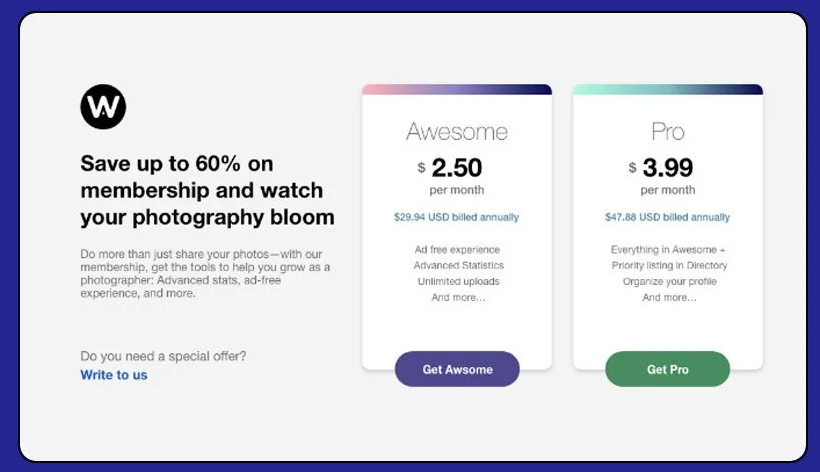 W
Save up to 60% on
membership and watch
your photography bloom
Do more than just share your photos—with our
membership, get the tools to help you grow as a
photographer: Advanced stats, ad-free
experience, and more.
Do you need a special offer?
Write to us
Awesome
$ 2.50
per month
$29.94 USD billed annually
Ad free experience
Advanced Statistics
Unlimited uploads
And more...
Get Awsome
Pro
$ 3.99
per month
$47.88 USD billed annually
Everything in Awesome +
Priority listing in Directory
Organize your profile
And more...
Get Pro